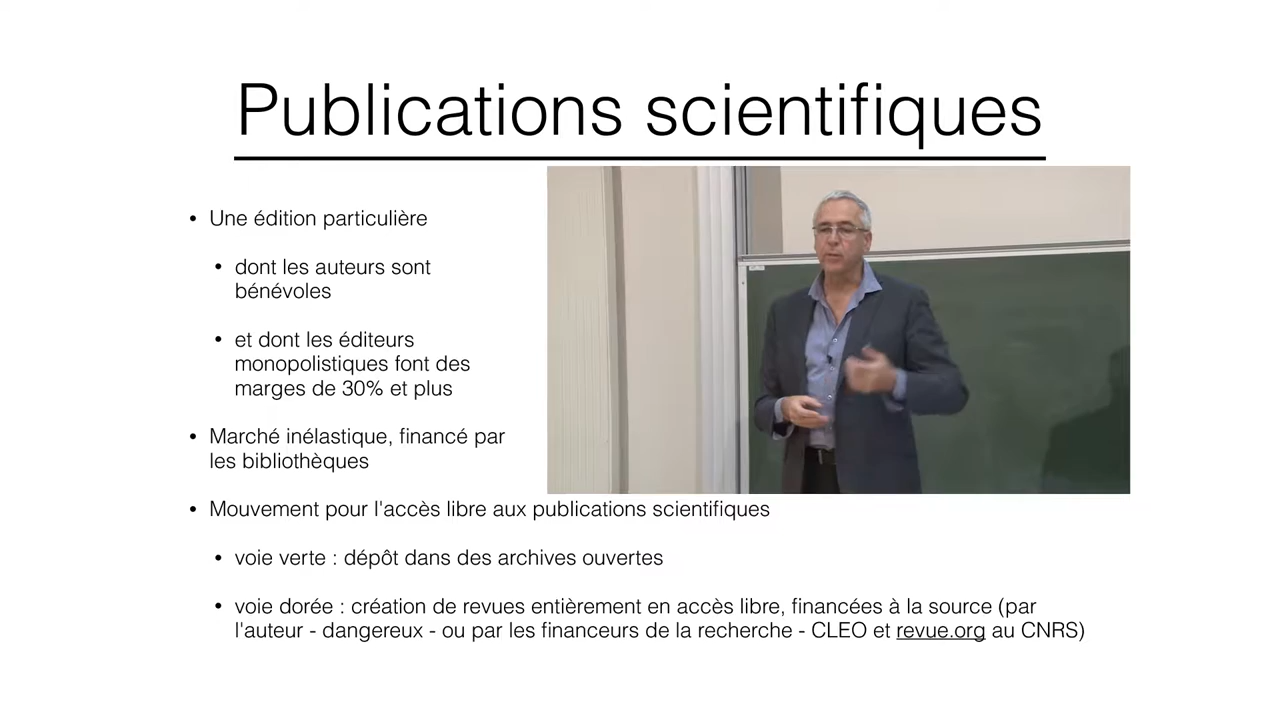 Publications scientifiques
• Une édition particulière
• dont les auteurs sont
bénévoles
• et dont les éditeurs
monopolistiques font des
marges de 30% et plus
• Marché inélastique, financé par
les bibliothèques
• Mouvement pour l'accès libre aux publications scientifiques
• voie verte : dépôt dans des archives ouvertes
• voie dorée : création de revues entièrement en accès libre, financées à la source (par
l'auteur - dangereux - ou par les financeurs de la recherche - CLEO et revue.org au CNRS)